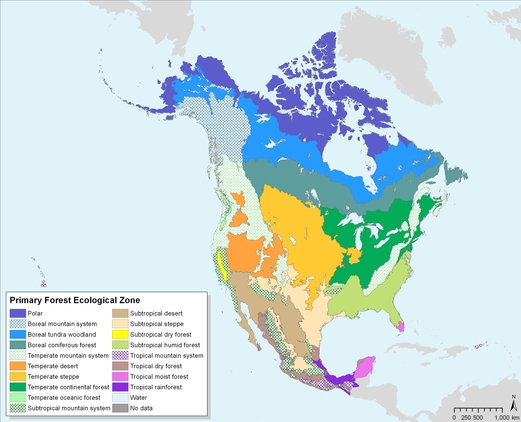 Primary Forest Ecological Zone
Polar
Boreal mountain system
Boreal tundra woodland
Boreal coniferous forest
Temperate mountain system
Temperate desert
Temperate steppe
Temperate continental forest
Temperate oceanic forest
Subtropical mountain system
Subtropical desert
Subtropical steppe
Subtropical dry forest
Subtropical humid forest
Tropical mountain system
Tropical dry forest
Tropical moist forest
Tropical rainforest
Water
No data
N
0 250 500 1,000 km